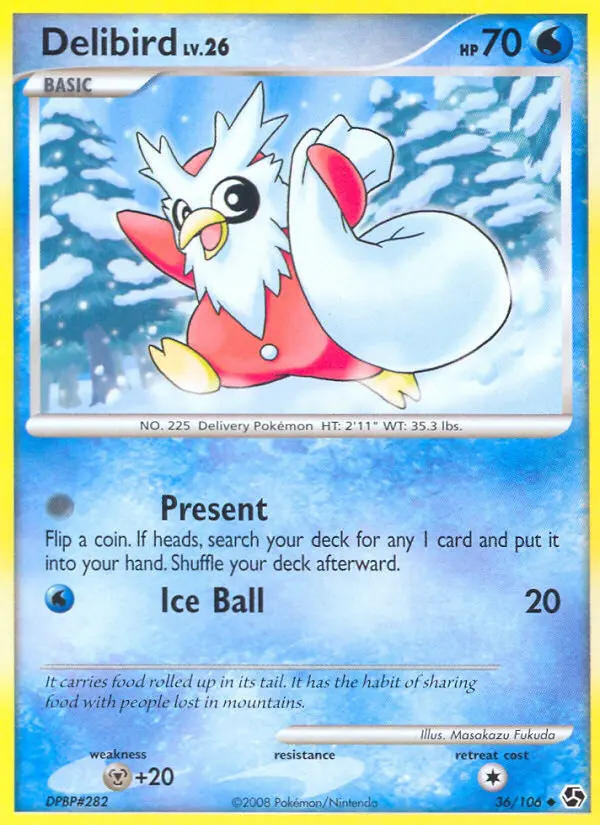 Delibird LV.26
HP 70
BASIC
NO. 225 Delivery Pokémon HT: 2'11" WT: 35.3 lbs.
Present
Flip a coin. If heads, search your deck for any 1 card and put it
into your hand. Shuffle your deck afterward.
Ice Ball 20
It carries food rolled up in its tail. It has the habit of sharing
food with people lost in mountains.
Illus. Masakazu Fukuda
weakness resistance retreat cost
+20
DPBP#282 ©2008 Pokémon/Nintendo 36/106